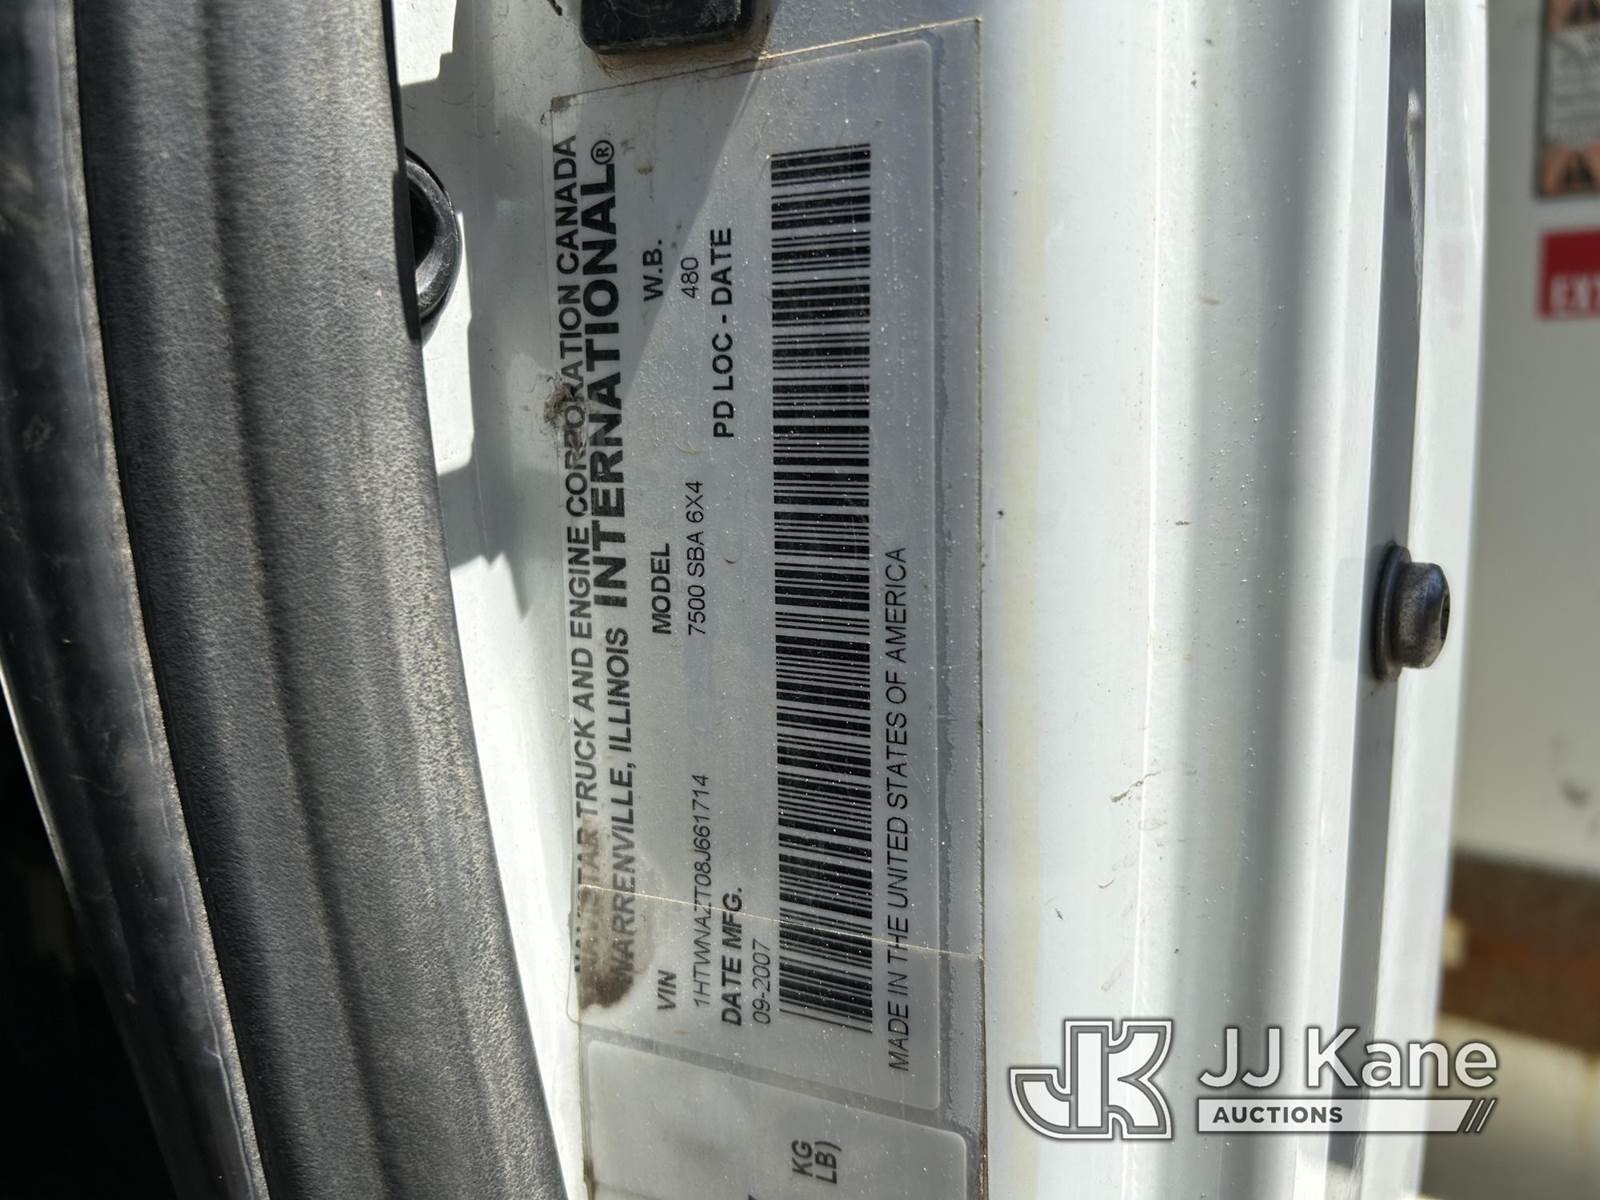 NAVISTAR TRUCK AND ENGINE CORPORATION CANADA
WARRENVILLE, ILLINOIS INTERNATIONAL®
VIN MODEL W.B.
1HTWNAZT08J661714 7500 SBA 6X4 480
DATE MFG. PD LOC - DATE
09-2007
MADE IN THE UNITED STATES OF AMERICA
KG
LB)
JK JJ Kane
AUCTIONS